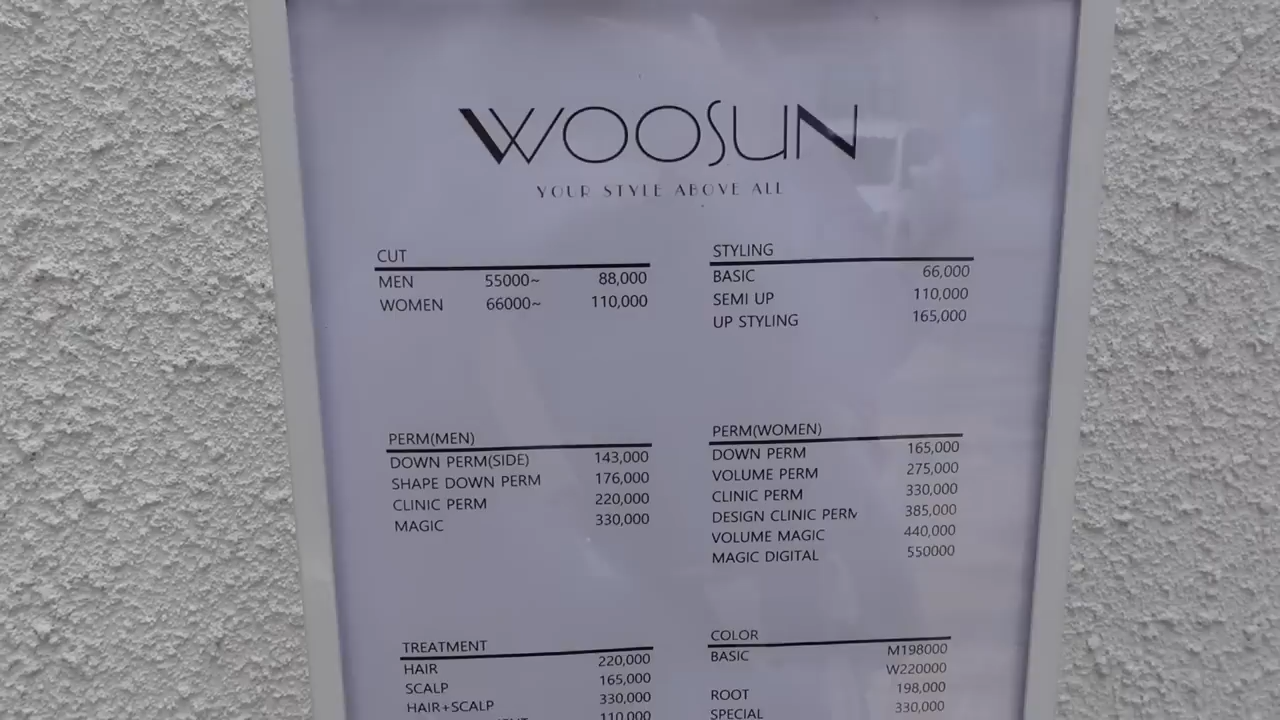 WOOSUN
YOUR STYLE ABOVE ALL
CUT
MEN 55000~ 88,000
WOMEN 66000~ 110,000
STYLING
BASIC 66,000
SEMI UP 110,000
UP STYLING 165,000
PERM(MEN)
DOWN PERM(SIDE) 143,000
SHAPE DOWN PERM 176,000
CLINIC PERM 220,000
MAGIC 330,000
PERM(WOMEN)
DOWN PERM 165,000
VOLUME PERM 275,000
CLINIC PERM 330,000
DESIGN CLINIC PERM 385,000
VOLUME MAGIC 440,000
MAGIC DIGITAL 550000
TREATMENT
HAIR 220,000
SCALP 165,000
HAIR+SCALP 330,000
110,000
COLOR
BASIC M198000
W220000
ROOT 198,000
SPECIAL 330,000